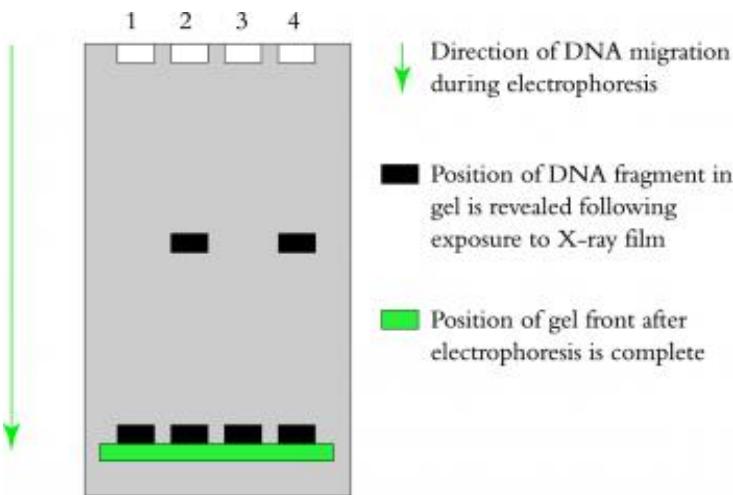 1 2 3 4
Direction of DNA migration
during electrophoresis
Position of DNA fragment in
gel is revealed following
exposure to X-ray film
Position of gel front after
electrophoresis is complete